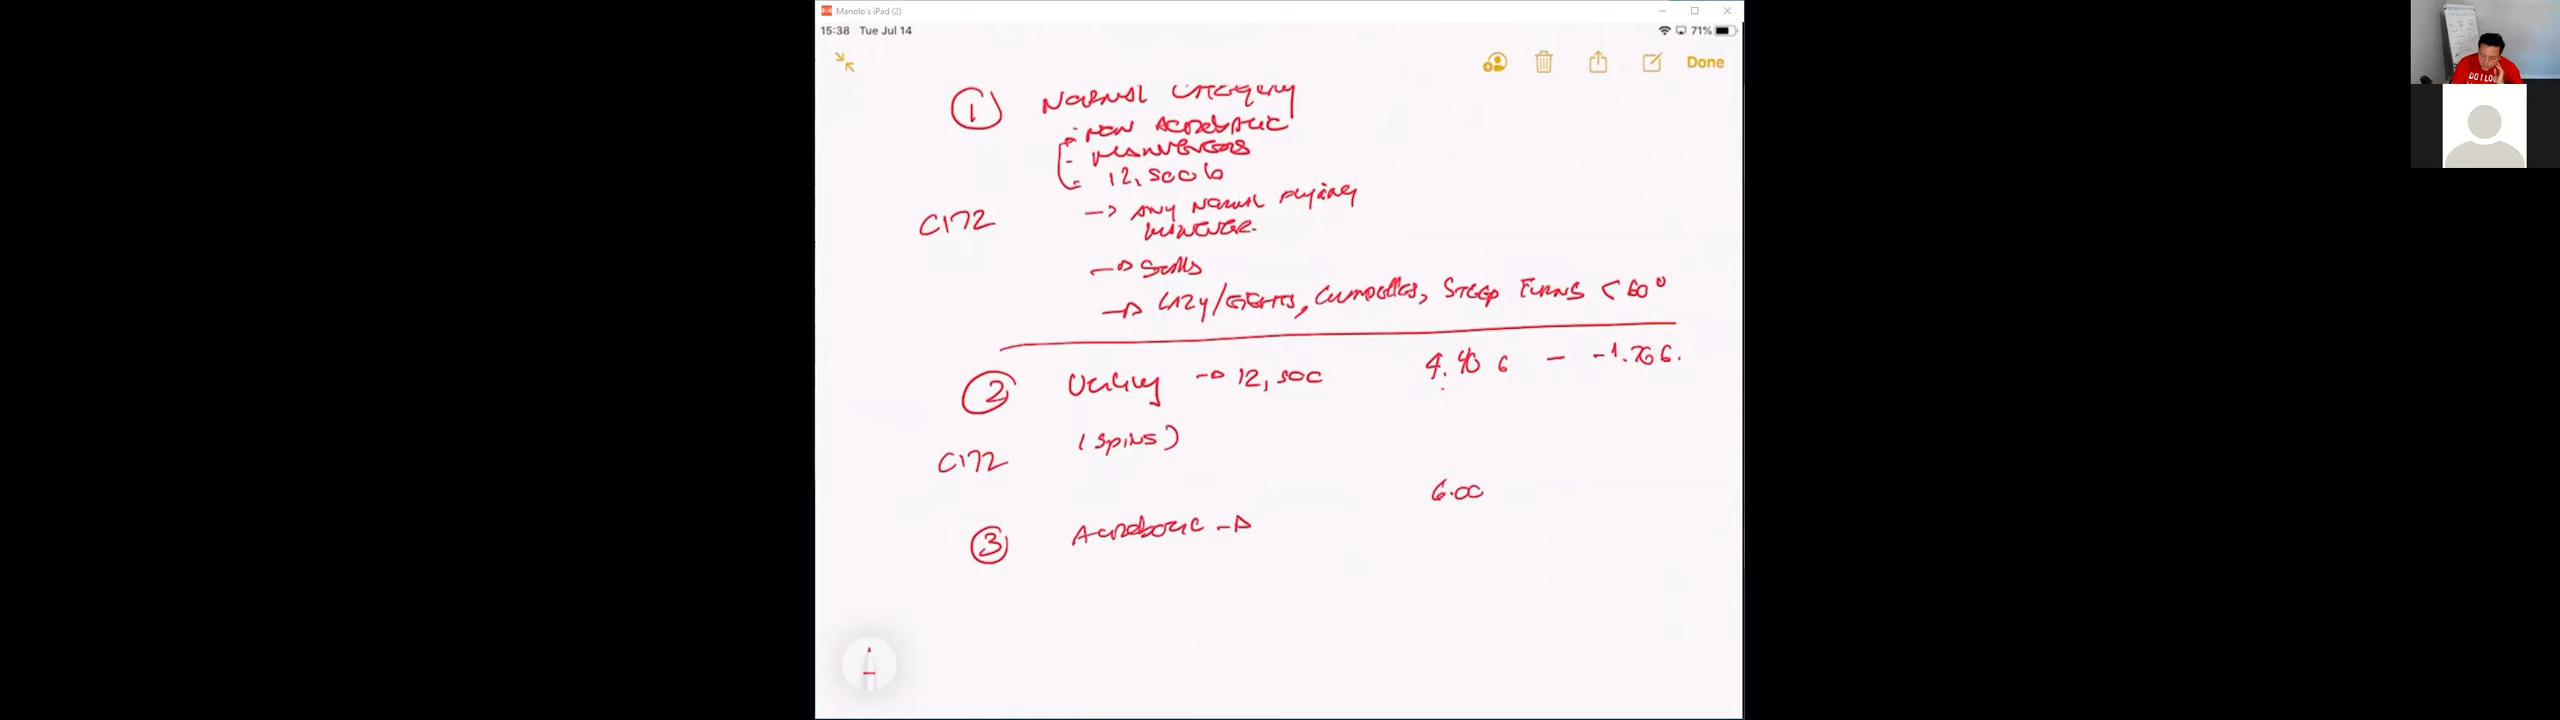 Manolo's iPad (2)
15:38 Tue Jul 14 71%
Done
1 NORMAL CATEGORY
- NON ACROBATIC
- MANUVERS
- 12,500 lb
C172
→ ANY NORMAL FLYING
MANUVER.
→ Stalls
→ LAZY/EIGHTS, CHANDELLES, STEEP TURNS < 60°
2 Utility → 12,500 4.40 G - -1.76 G.
(SPINS)
C172
6.00
3 Acrobatic →